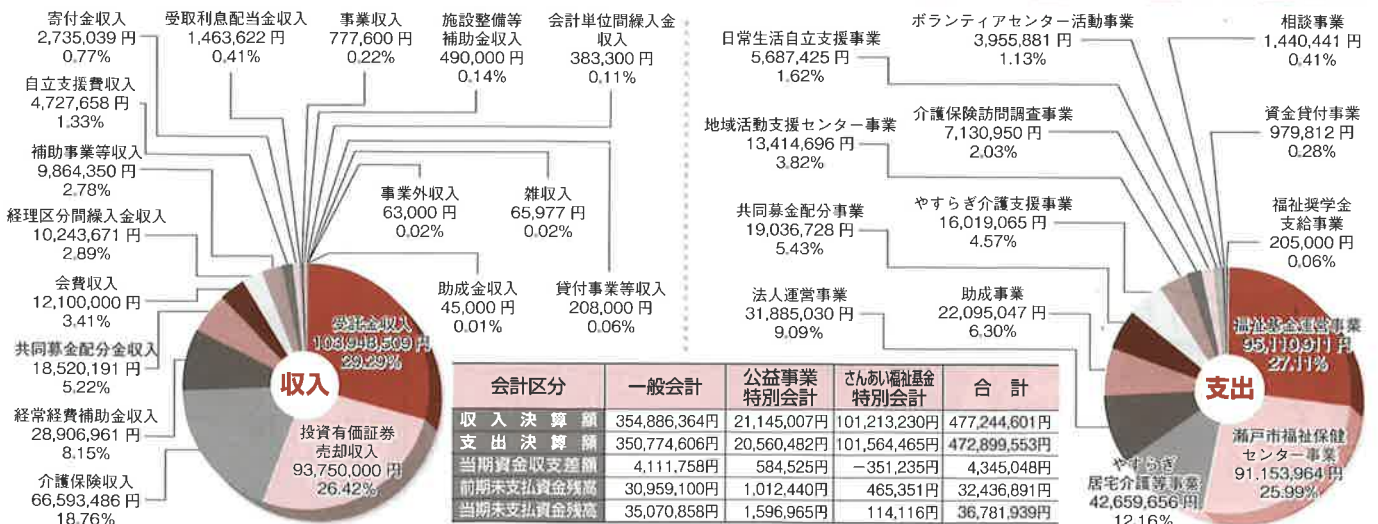 寄付金収入
2,735,039 円
0.77%
受取利息配当金収入
1,463,622 円
0.41%
事業収入
777,600 円
0.22%
施設整備等
補助金収入
490,000 円
0.14%
会計単位間繰入金
収入
383,300 円
0.11%
自立支援費収入
4,727,658 円
1.33%
補助事業等収入
9,864,350 円
2.78%
経理区分間繰入金収入
10,243,671 円
2.89%
会費収入
12,100,000 円
3.41%
共同募金配分金収入
18,520,191 円
5.22%
経常経費補助金収入
28,906,961 円
8.15%
介護保険収入
66,593,486 円
18.76%
事業外収入
63,000 円
0.02%
雑収入
65,977 円
0.02%
助成金収入
45,000 円
0.01%
貸付事業等収入
208,000 円
0.06%
受託金収入
103,948,509 円
29.29%
収入
投資有価証券
売却収入
93,750,000 円
26.42%
日常生活自立支援事業
5,687,425 円
1.62%
ボランティアセンター活動事業
3,955,881 円
1.13%
相談事業
1,440,441 円
0.41%
地域活動支援センター事業
13,414,696 円
3.82%
介護保険訪問調査事業
7,130,950 円
2.03%
資金貸付事業
979,812 円
0.28%
共同募金配分事業
19,036,728 円
5.43%
やすらぎ介護支援事業
16,019,065 円
4.57%
福祉奨学金
支給事業
205,000 円
0.06%
法人運営事業
31,885,030 円
9.09%
助成事業
22,095,047 円
6.30%
福祉基金運営事業
95,110,911 円
27.11%
支出
瀬戸市福祉保健
センター事業
91,153,964 円
25.99%
やすらぎ
居宅介護等事業
42,659,656 円
12.16%
会計区分 一般会計 公益事業特別会計 さんあい福祉基金特別会計 合計
収入決算額 354,886,364円 21,145,007円 101,213,230円 477,244,601円
支出決算額 350,774,606円 20,560,482円 101,564,465円 472,899,553円
当期資金収支差額 4,111,758円 584,525円 −351,235円 4,345,048円
前期末支払資金残高 30,959,100円 1,012,440円 465,351円 32,436,891円
当期末支払資金残高 35,070,858円 1,596,965円 114,116円 36,781,939円